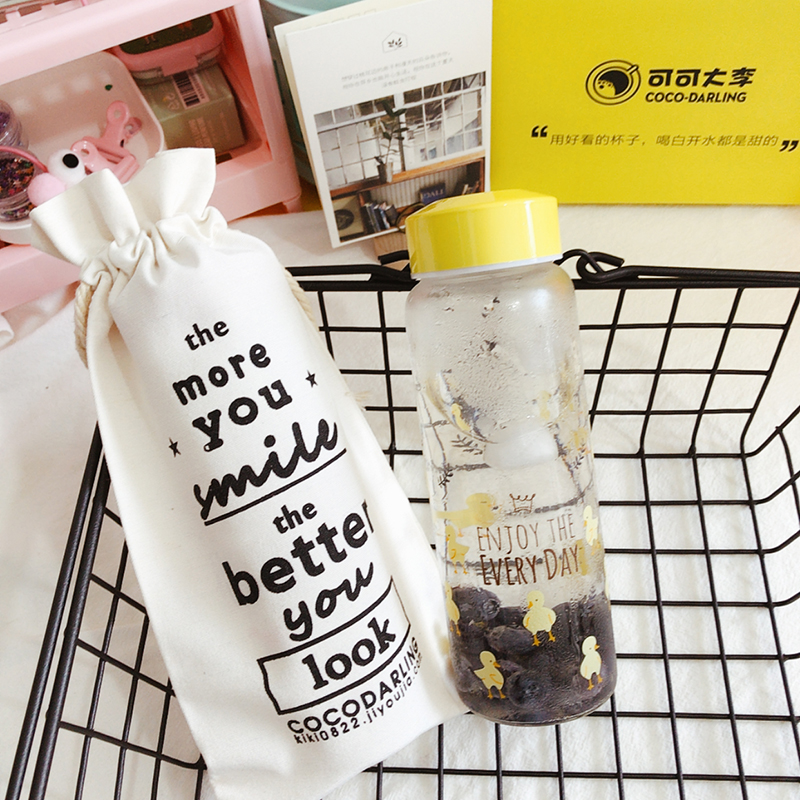 可可大李
COCO-DARLING
“用好看的杯子，喝白开水都是甜的”
the
more
you
smile
the
better
you
look
COCODARLING
kiki0822.jiyoujia.com
ENJOY THE
EVERY DAY